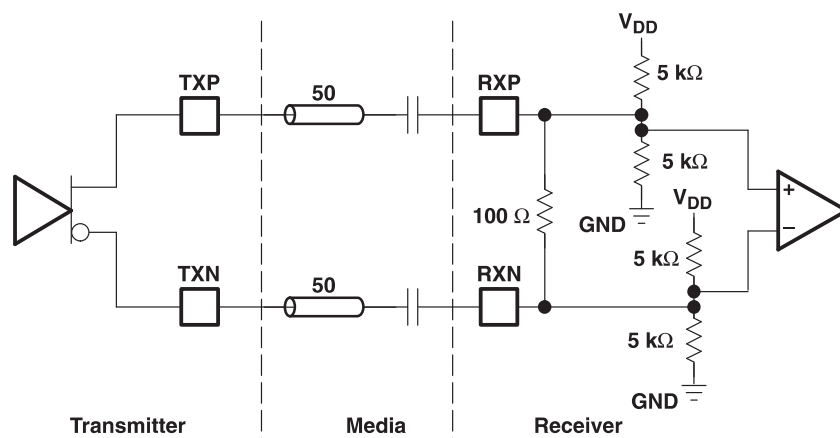 V_DD
5 kΩ
TXP
50
RXP
5 kΩ
V_DD
100 Ω
GND
+
−
5 kΩ
TXN
50
RXN
5 kΩ
GND
Transmitter
Media
Receiver